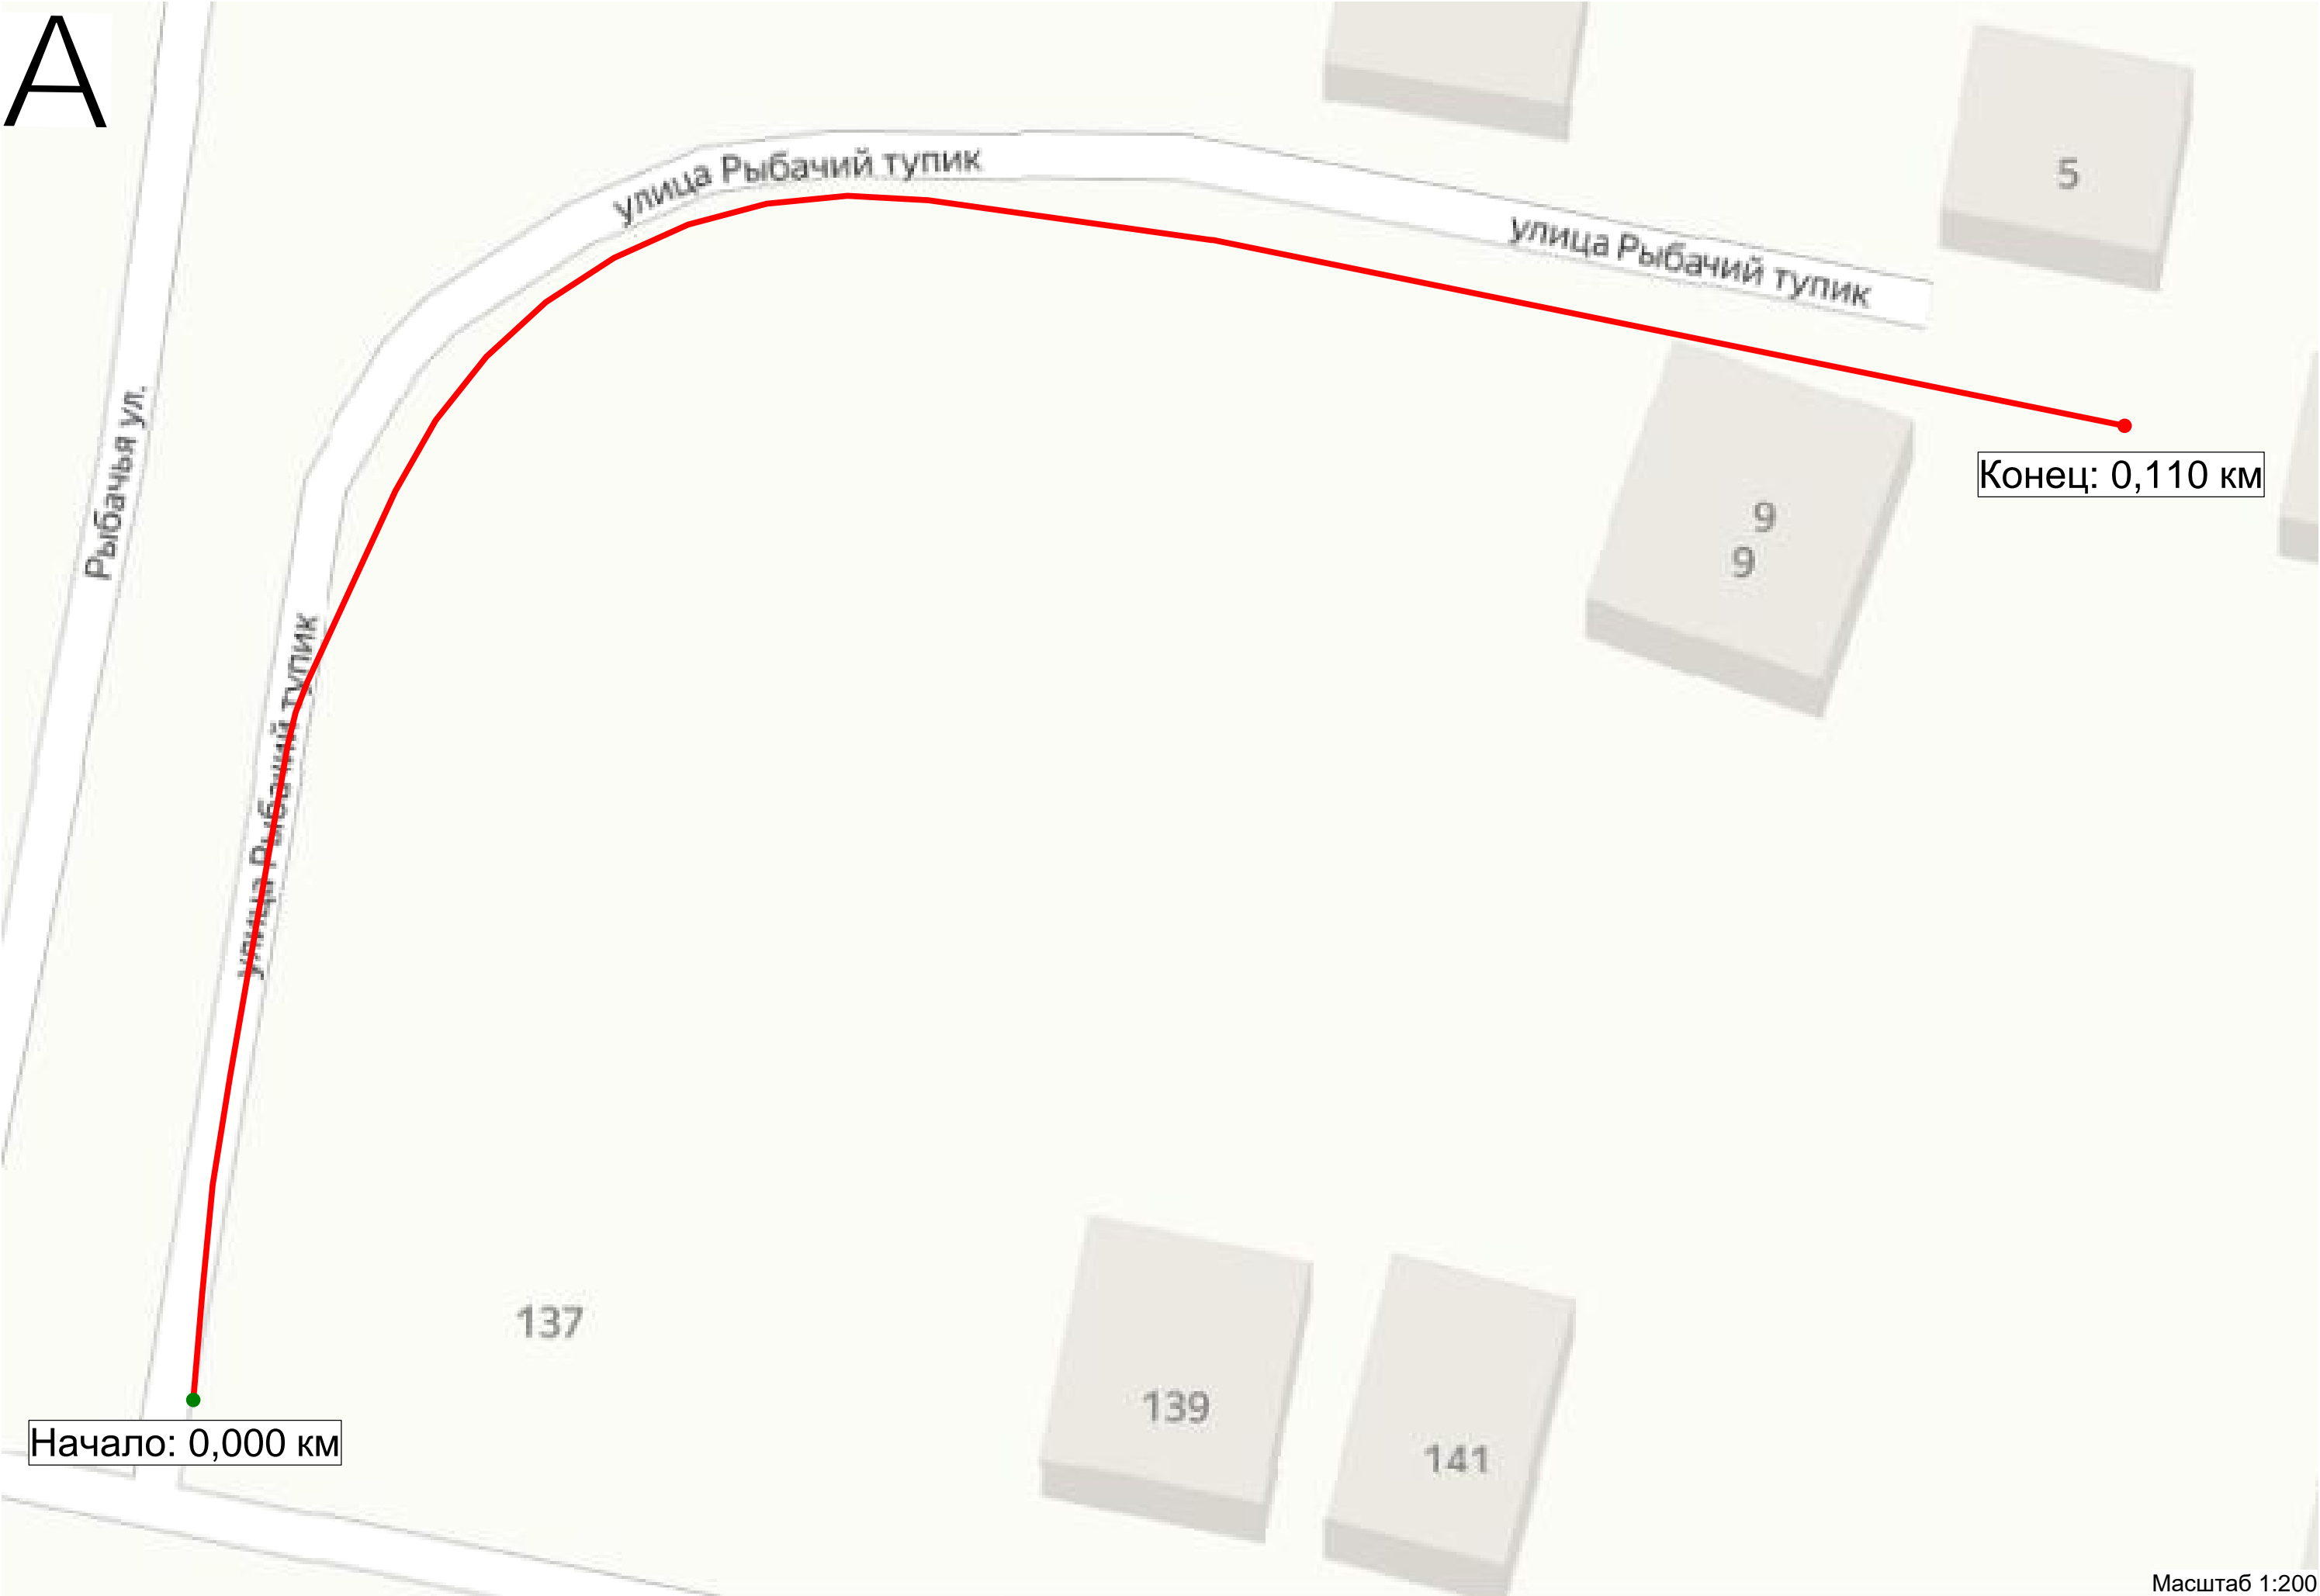 А
улица Рыбачий тупик
5
улица Рыбачий тупик
Рыбачья ул.
Конец: 0,110 км
9
9
улица Рыбачий тупик
137
139
Начало: 0,000 км
141
Масштаб 1:200